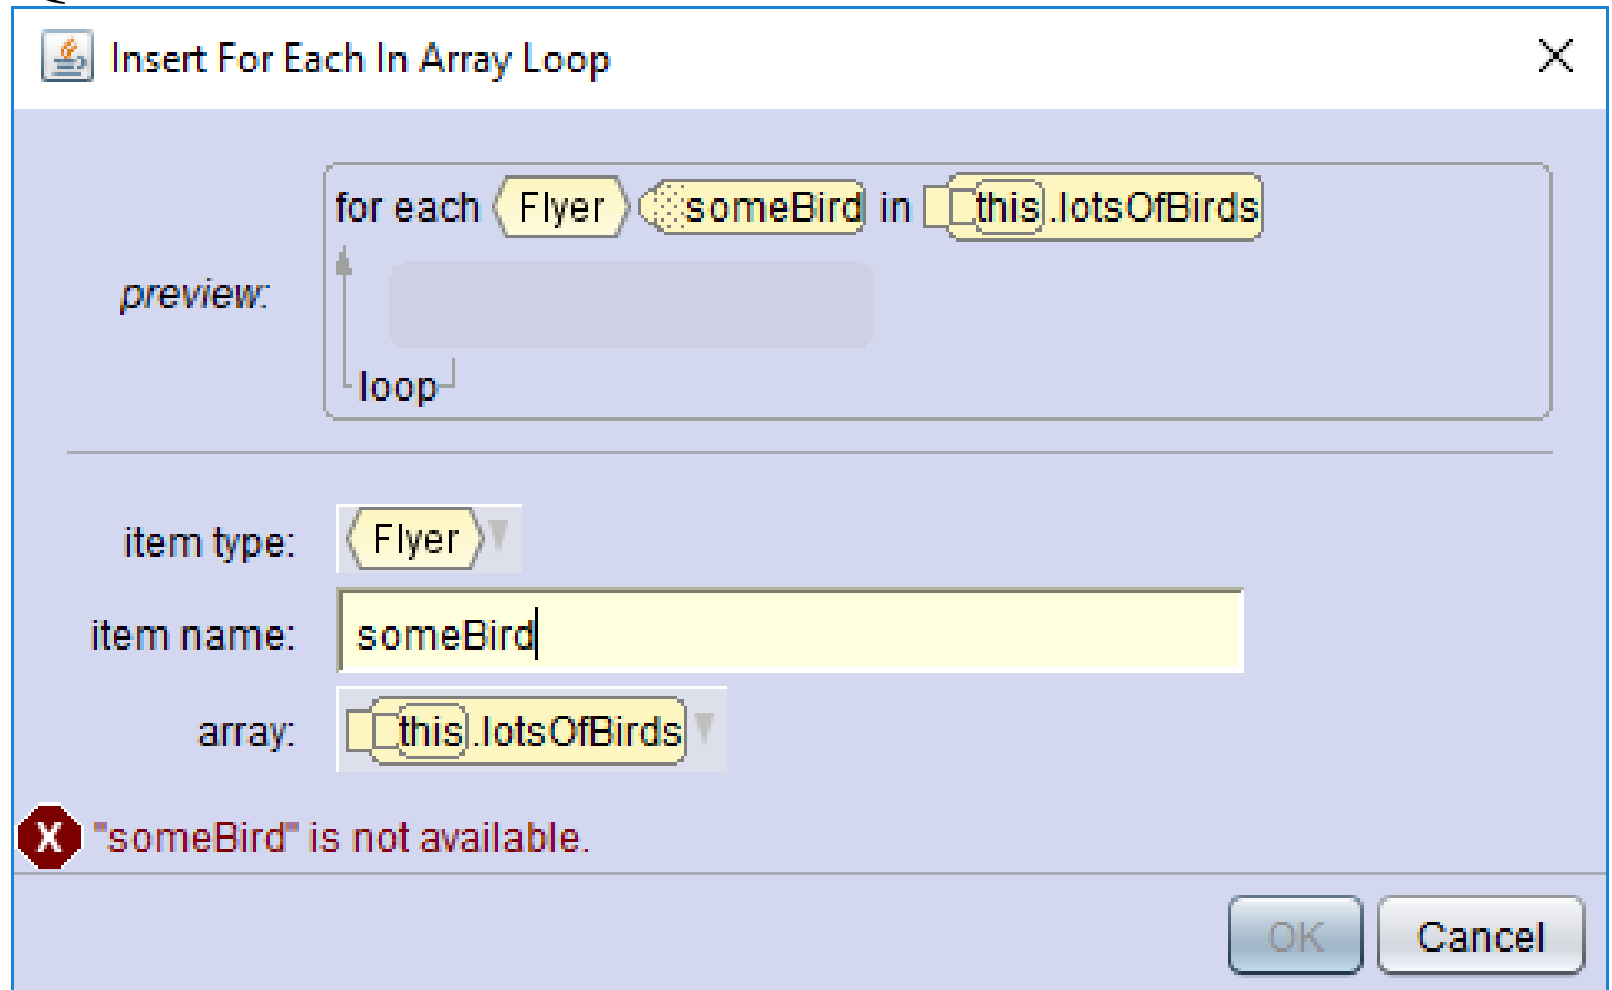 Insert For Each In Array Loop
for each Flyer someBird in this.lotsOfBirds
preview:
loop
item type: Flyer
item name: someBird
array: this.lotsOfBirds
X "someBird" is not available.
OK Cancel